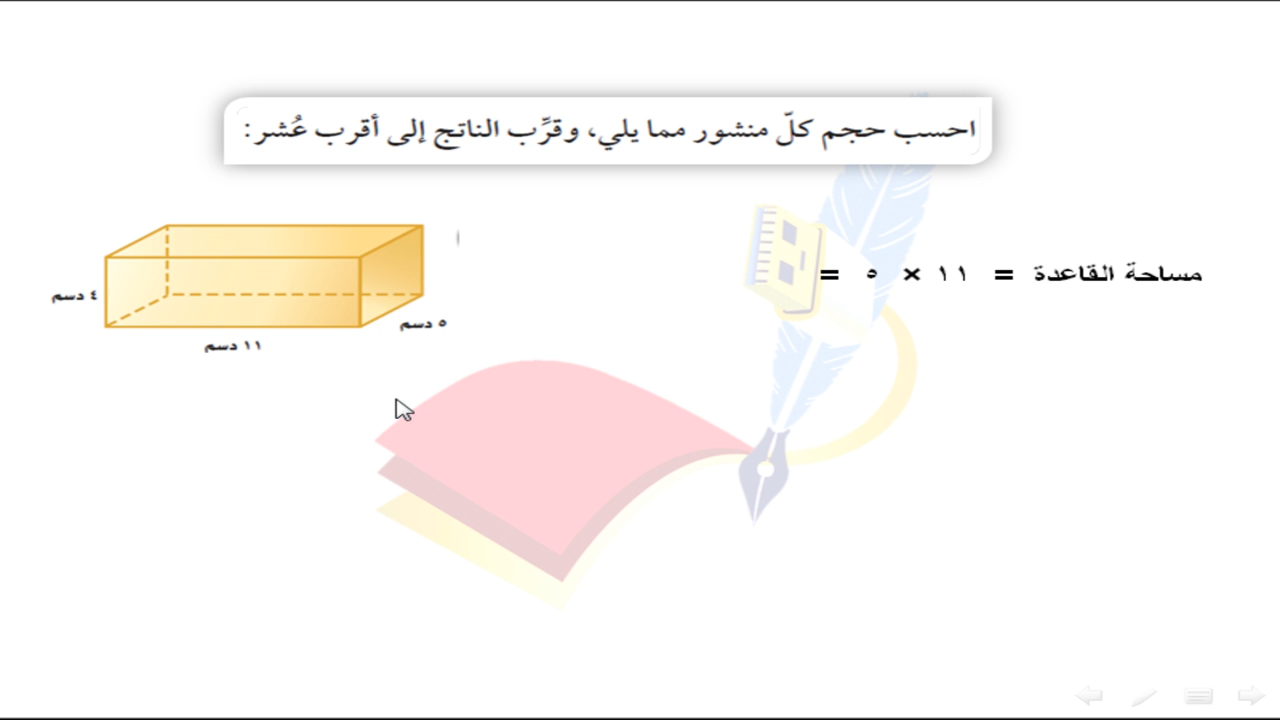 احسب حجم كلّ منشور مما يلي، وقرِّب الناتج إلى أقرب عُشر:
مساحة القاعدة = ١١ × ٥ =
٤ دسم
٥ دسم
١١ دسم